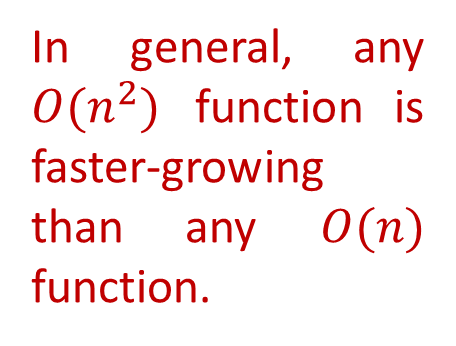 In general, any
𝑂(𝑛²) function is
faster-growing
than any 𝑂(𝑛)
function.